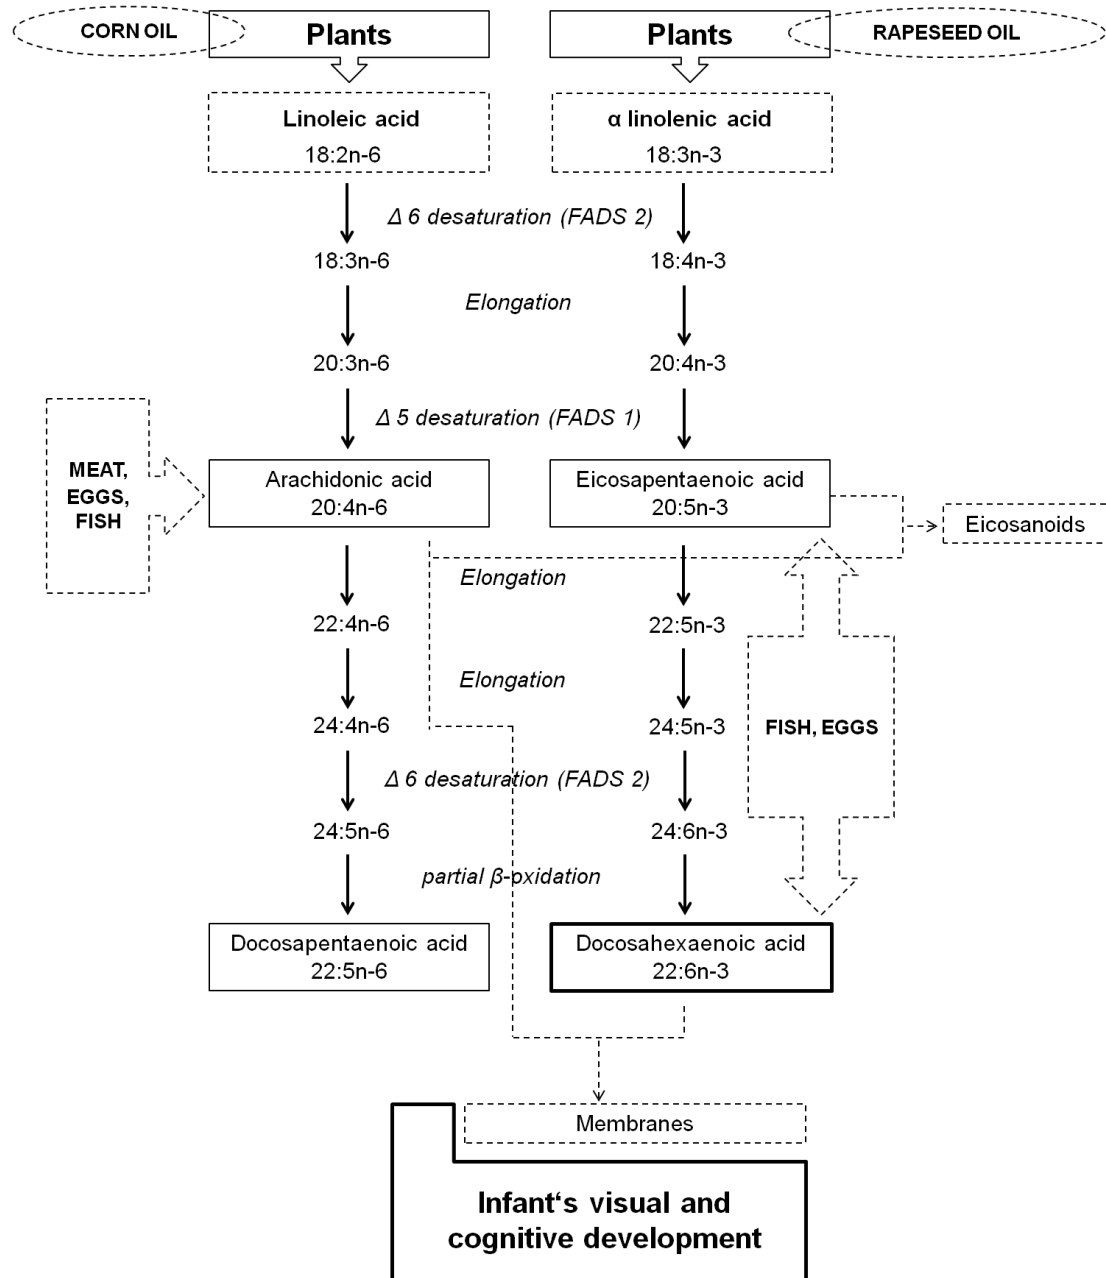 CORN OIL
Plants
Plants
RAPESEED OIL
Linoleic acid
18:2n-6
α linolenic acid
18:3n-3
Δ 6 desaturation (FADS 2)
18:3n-6
18:4n-3
Elongation
20:3n-6
20:4n-3
Δ 5 desaturation (FADS 1)
MEAT,
EGGS,
FISH
Arachidonic acid
20:4n-6
Eicosapentaenoic acid
20:5n-3
Eicosanoids
Elongation
22:4n-6
22:5n-3
Elongation
24:4n-6
24:5n-3
FISH, EGGS
Δ 6 desaturation (FADS 2)
24:5n-6
24:6n-3
partial β-oxidation
Docosapentaenoic acid
22:5n-6
Docosahexaenoic acid
22:6n-3
Membranes
Infant‘s visual and
cognitive development